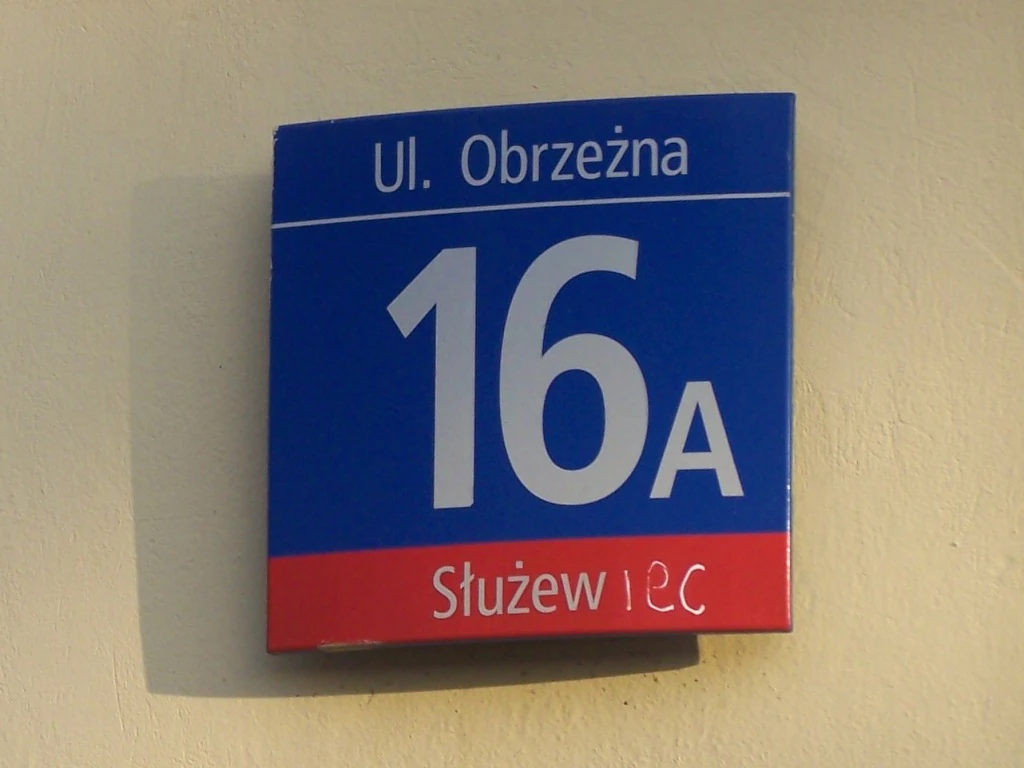 Ul. Obrzeżna
16A
Służewiec